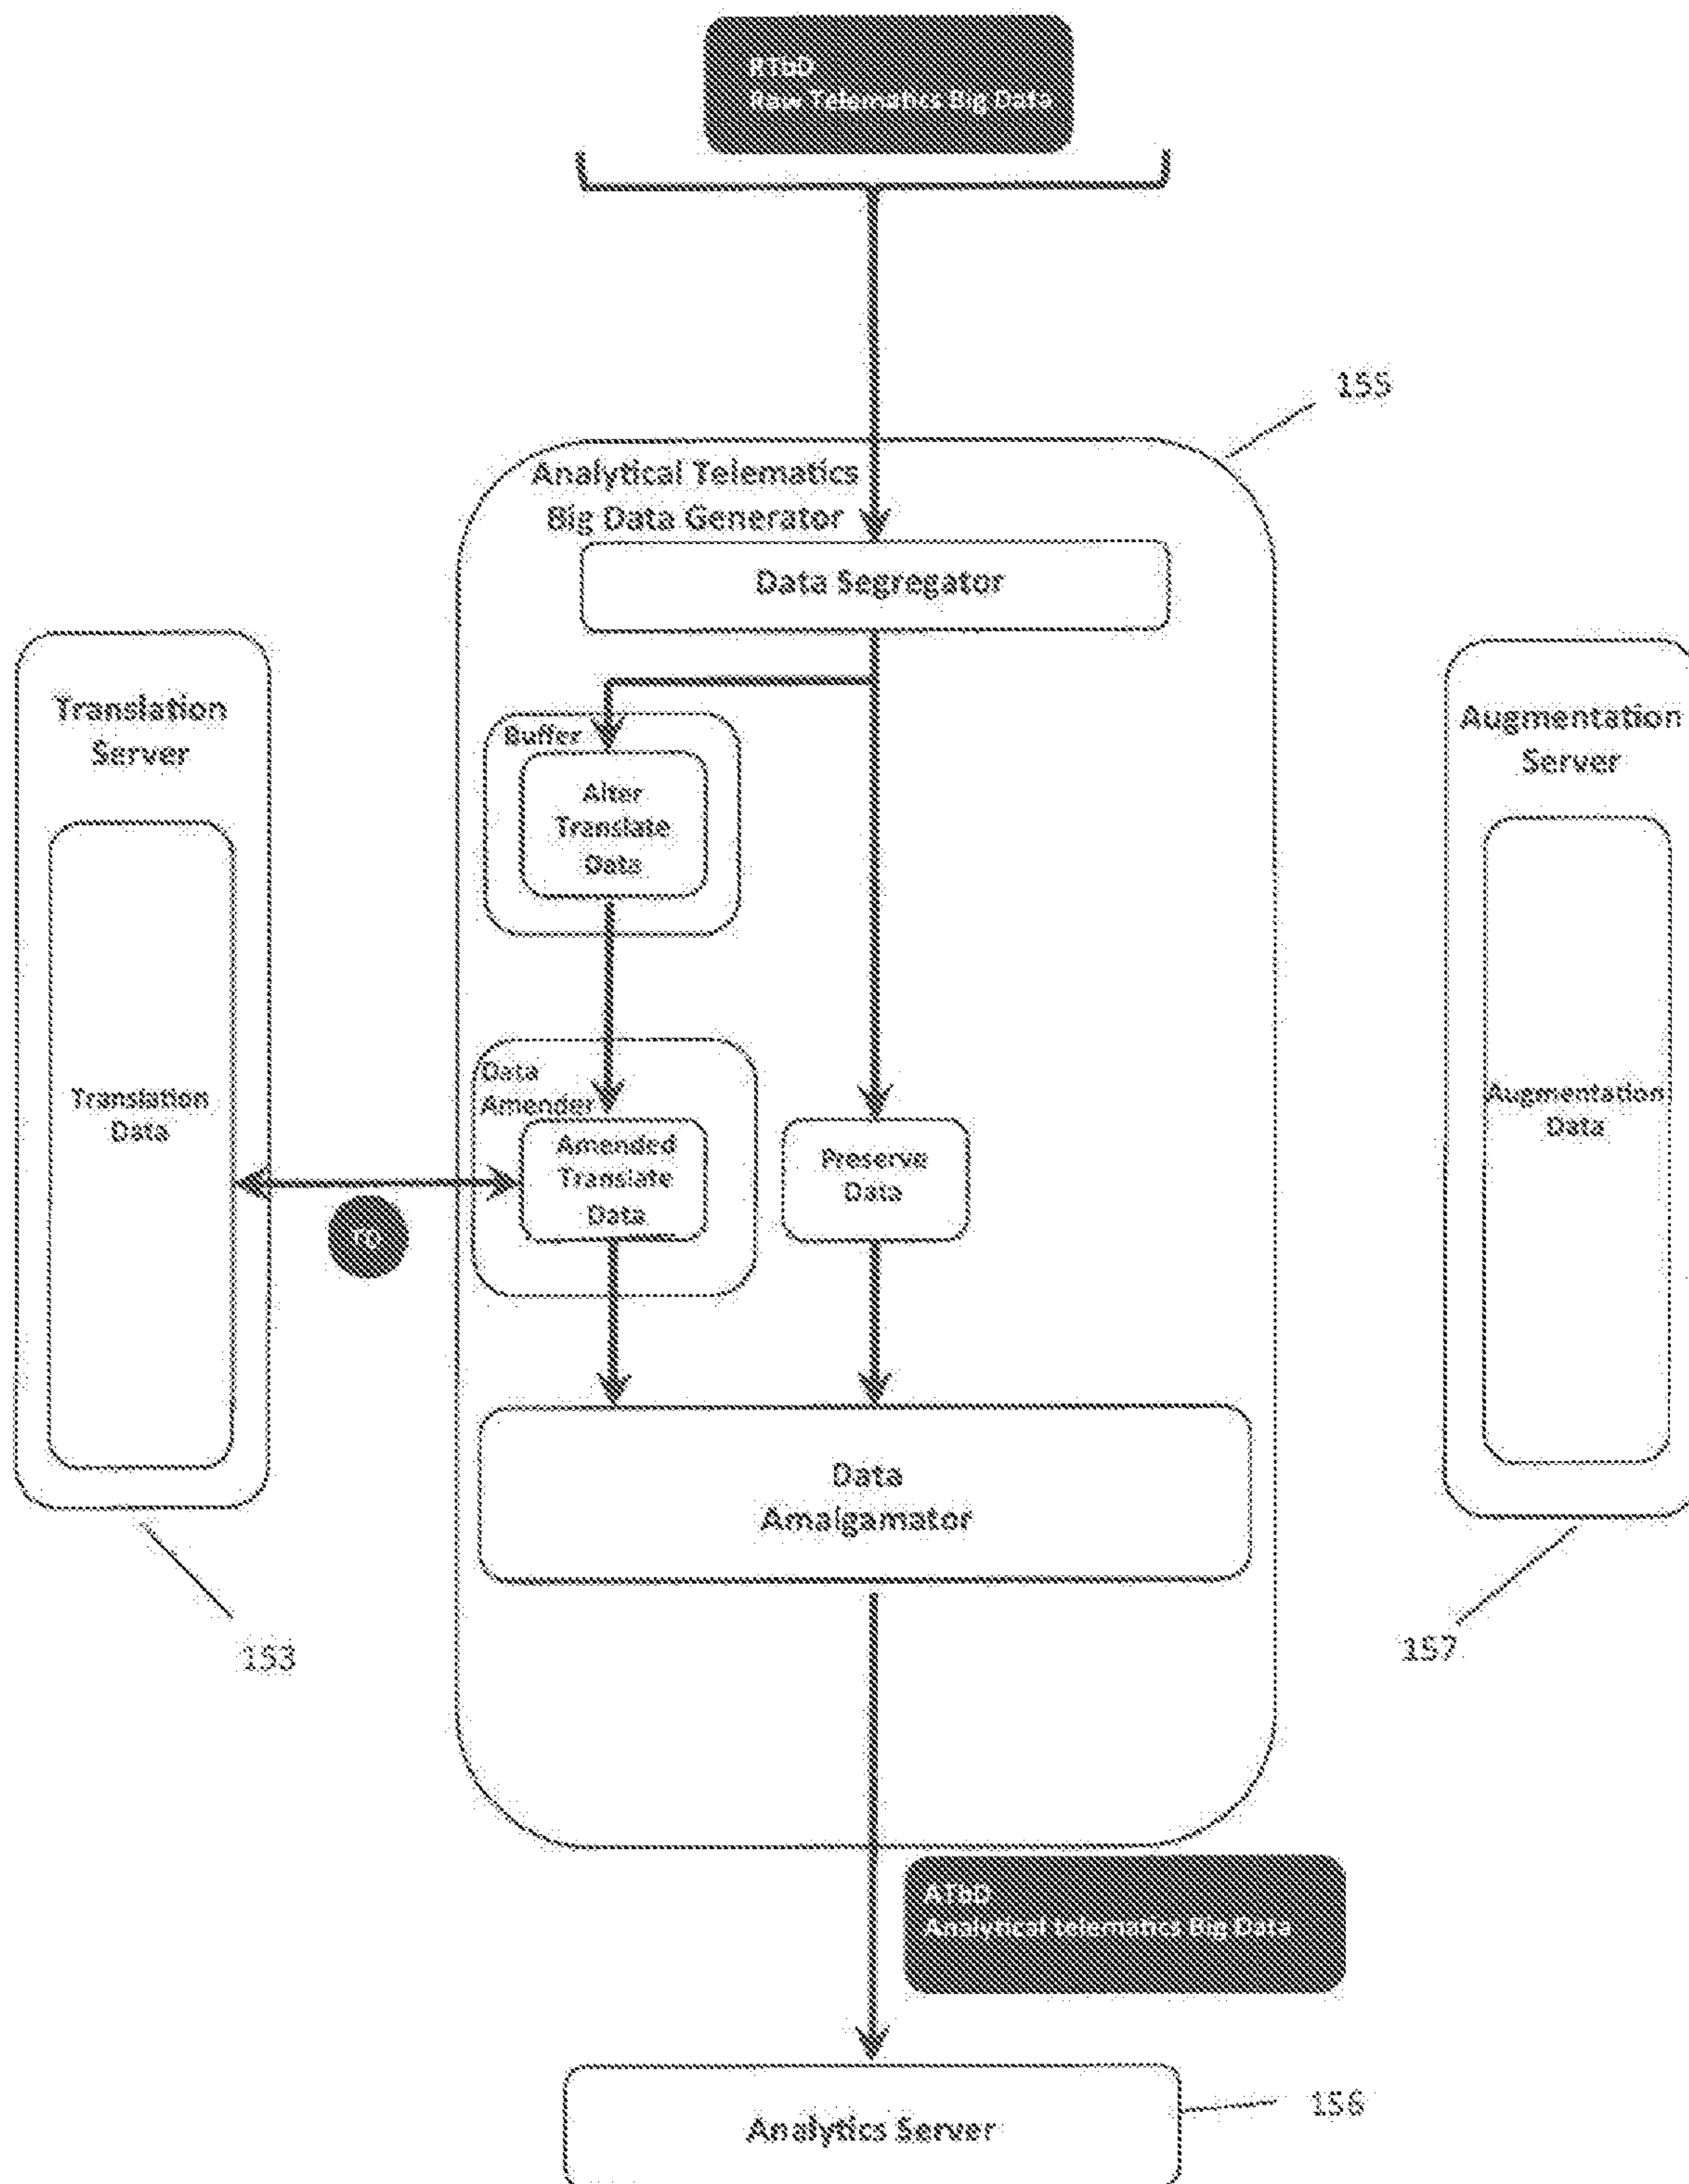 RTbD
Raw Telematics Big Data
155
Analytical Telematics
Big Data Generator
Data Segregator
Translation
Server
Augmentation
Server
Buffer
Alter
Translate
Data
Translation
Data
Data
Amender
Amended
Translate
Data
Preserve
Data
Augmentation
Data
TD
Data
Amalgamator
153
157
ATbD
Analytical telematics Big Data
Analytics Server
156